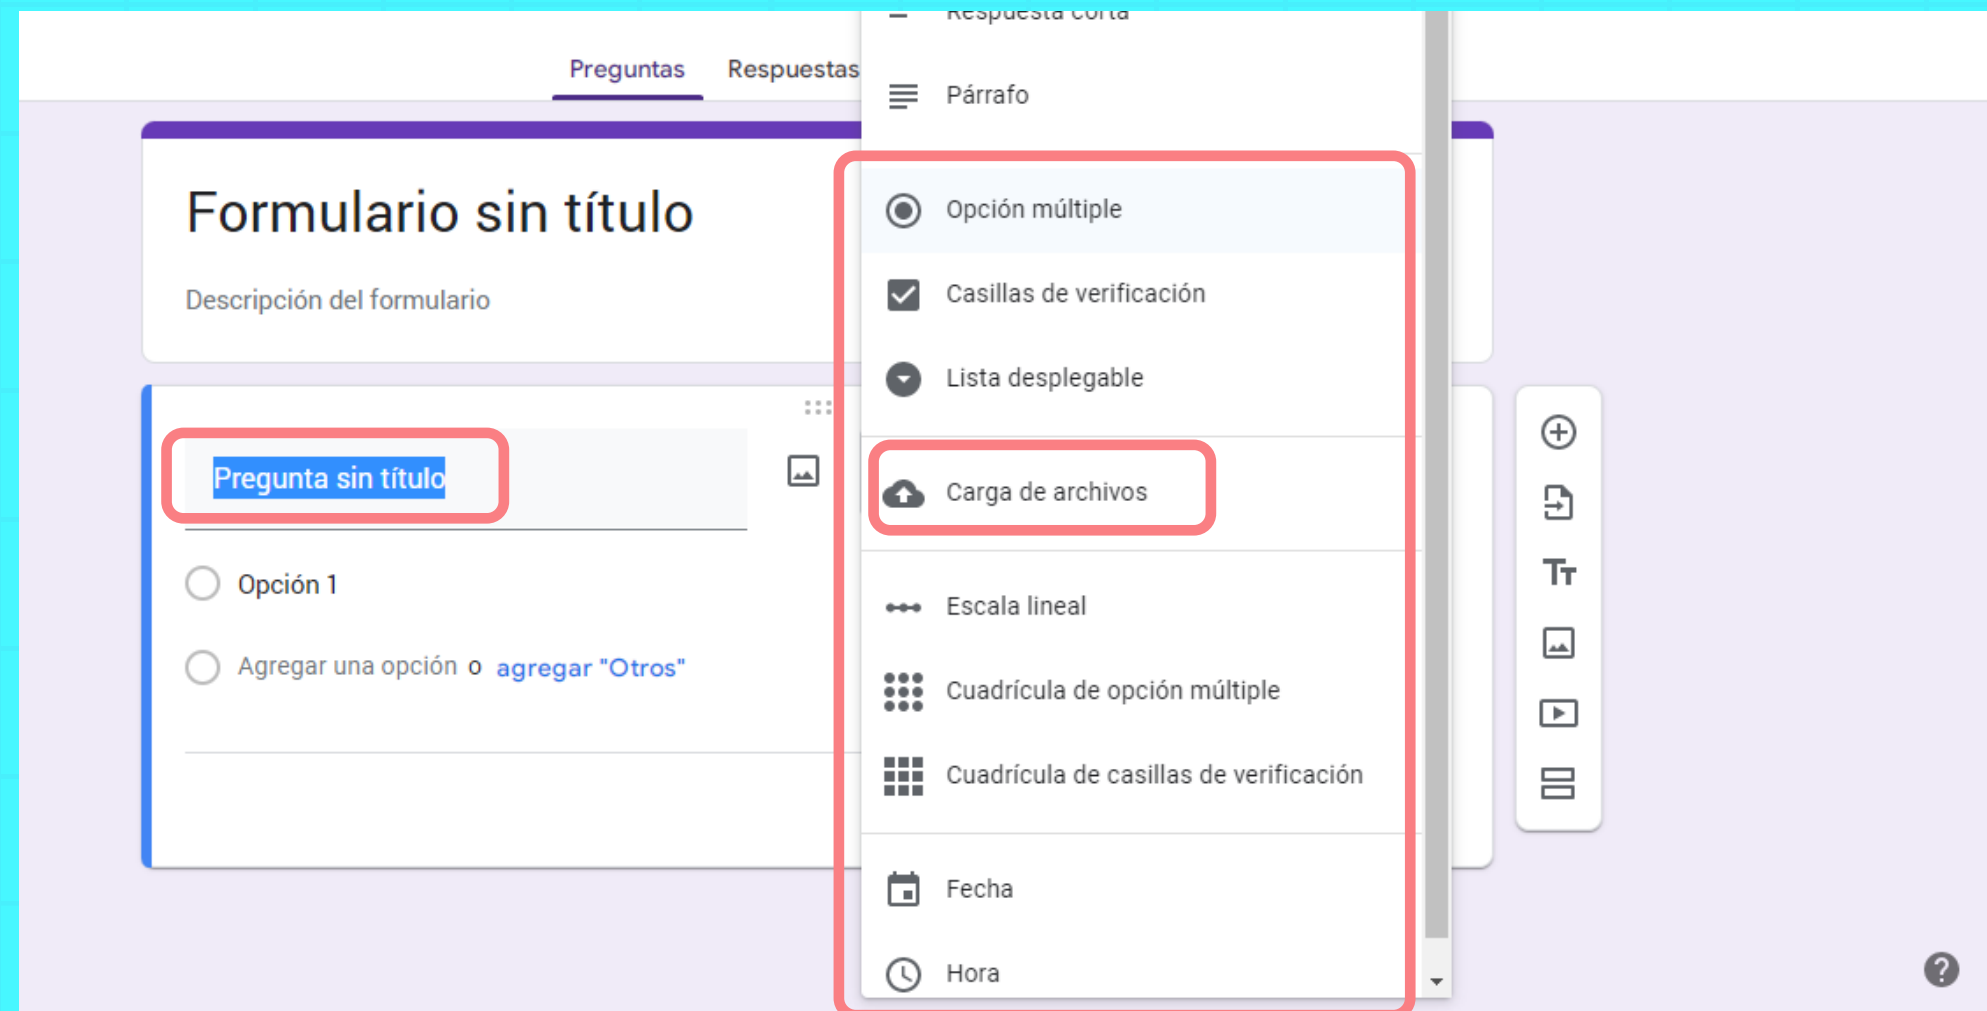 Respuesta corta
Preguntas
Respuestas
Párrafo
Formulario sin título
Descripción del formulario
Opción múltiple
Casillas de verificación
Lista desplegable
Pregunta sin título
Carga de archivos
Opción 1
Agregar una opción o agregar "Otros"
Escala lineal
Cuadrícula de opción múltiple
Cuadrícula de casillas de verificación
Fecha
Hora